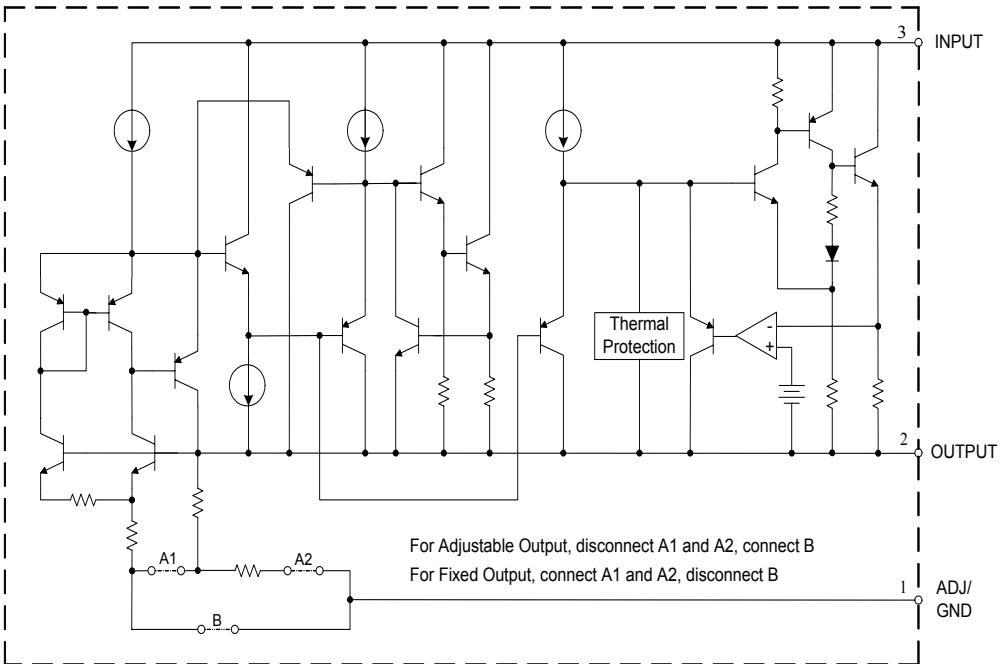 3
INPUT
Thermal
Protection
-
+
2
OUTPUT
A1
A2
For Adjustable Output, disconnect A1 and A2, connect B
For Fixed Output, connect A1 and A2, disconnect B
1
ADJ/
GND
B